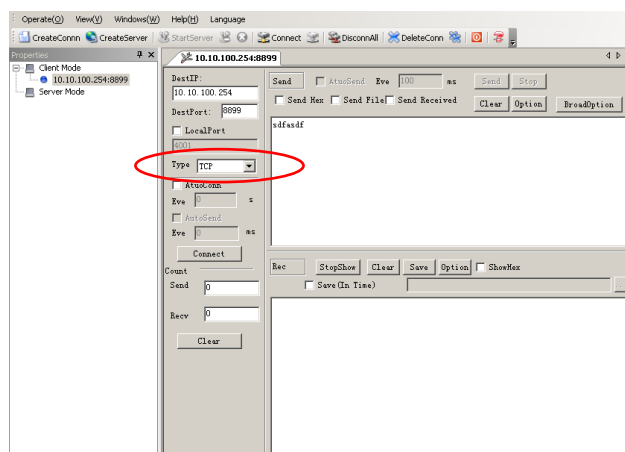 Operate(O) View(V) Windows(W) Help(H) Language
CreateConnn CreateServer StartServer Connect DisconnAll DeleteConn
Properties
Client Mode
10.10.100.254:8899
Server Mode
10.10.100.254:8899
DestIP:
10.10.100.254
DestPort: 8899
LocalPort
4001
Type TCP
AtuoConn
Eve 0 s
AutoSend
Eve 0 ms
Connect
Count
Send 0
Recv 0
Clear
Send AtuoSend Eve 100 ms Send Stop
Send Hex Send File Send Received Clear Option BroadOption
sdfasdf
Rec StopShow Clear Save Option ShowHex
Save(In Time) ...